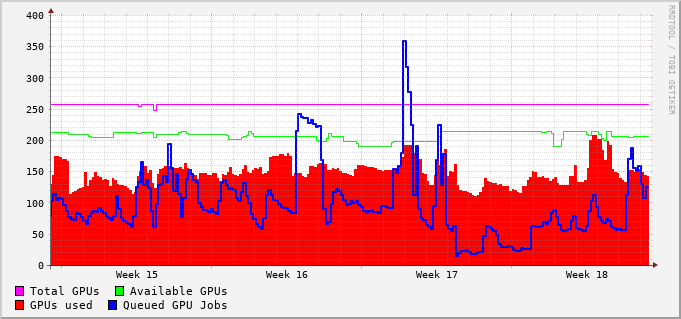 400
350
300
250
200
150
100
50
0
Week 15 Week 16 Week 17 Week 18
Total GPUs Available GPUs
GPUs used Queued GPU Jobs
RRDTOOL / TOBI OETIKER